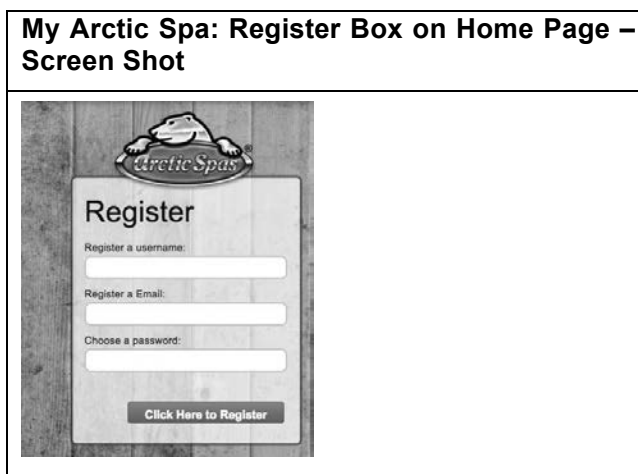 My Arctic Spa: Register Box on Home Page –
Screen Shot
Arctic Spas®
Register
Register a username:
Register a Email:
Choose a password:
Click Here to Register